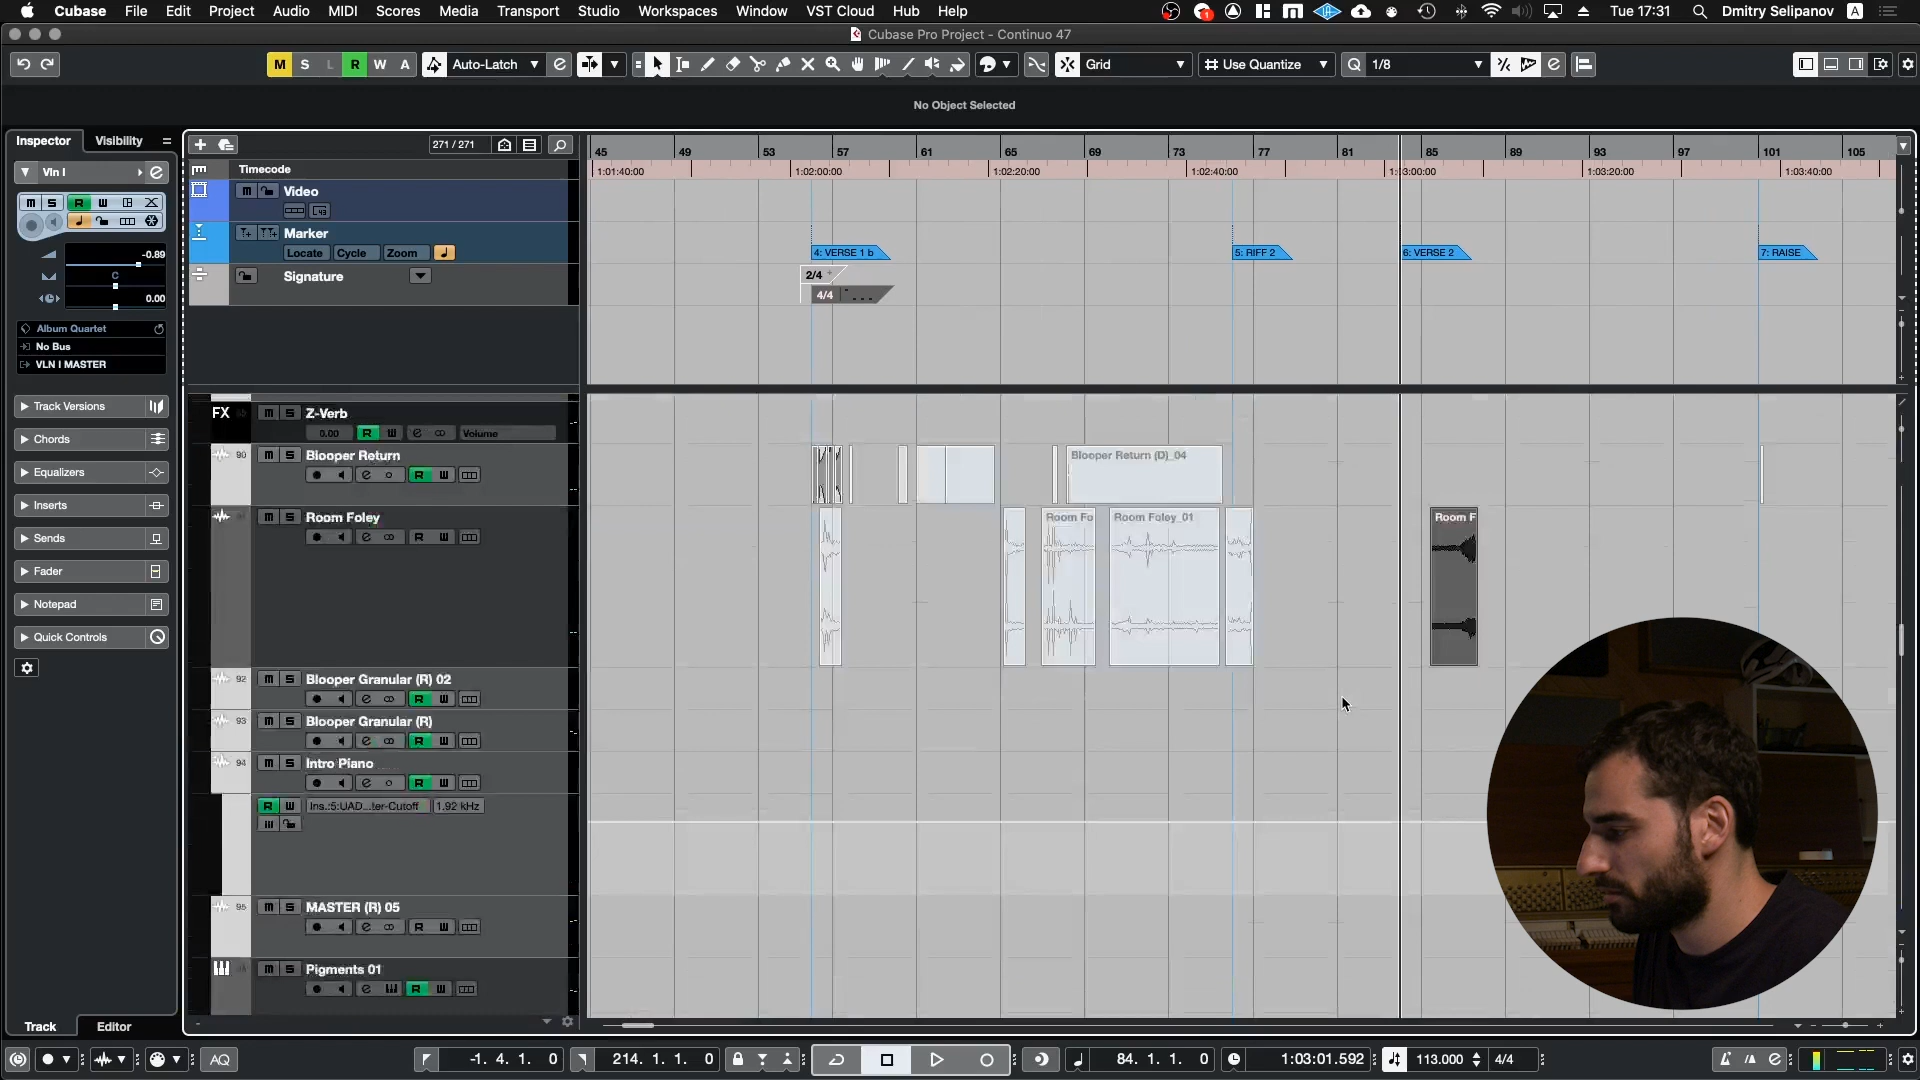 Cubase File Edit Project Audio MIDI Scores Media Transport Studio Workspaces Window VST Cloud Hub Help
1
Tue 17:31
Dmitry Selipanov
A
Cubase Pro Project - Continuo 47
M S L R W A
Auto-Latch
Grid
Use Quantize
Q 1/8
No Object Selected
Inspector Visibility
271 / 271
45 49 53 57 61 65 69 73 77 81 85 89 93 97 101 105
Timecode
1:01:40:00 1:02:00:00 1:02:20:00 1:02:40:00 1:03:00:00 1:03:20:00 1:03:40:00
Vln I
Video
Marker
Locate Cycle Zoom
4: VERSE 1 b 5: RIFF 2 6: VERSE 2 7: RAISE
-0.89
C
0.00
Signature
2/4
4/4
Album Quartet
No Bus
VLN I MASTER
Track Versions
Chords
Equalizers
Inserts
Sends
Fader
Notepad
Quick Controls
FX Z-Verb
0.00 R Volume
90 Blooper Return
Blooper Return (D)_04
Room Foley
Room Fo Room Foley_01 Room F
92 Blooper Granular (R) 02
93 Blooper Granular (R)
94 Intro Piano
Ins.:5:UAD...ter-Cutoff 1.92 kHz
95 MASTER (R) 05
Pigments 01
Track Editor
AQ
-1. 4. 1. 0
214. 1. 1. 0
84. 1. 1. 0
1:03:01.592
113.000
4/4